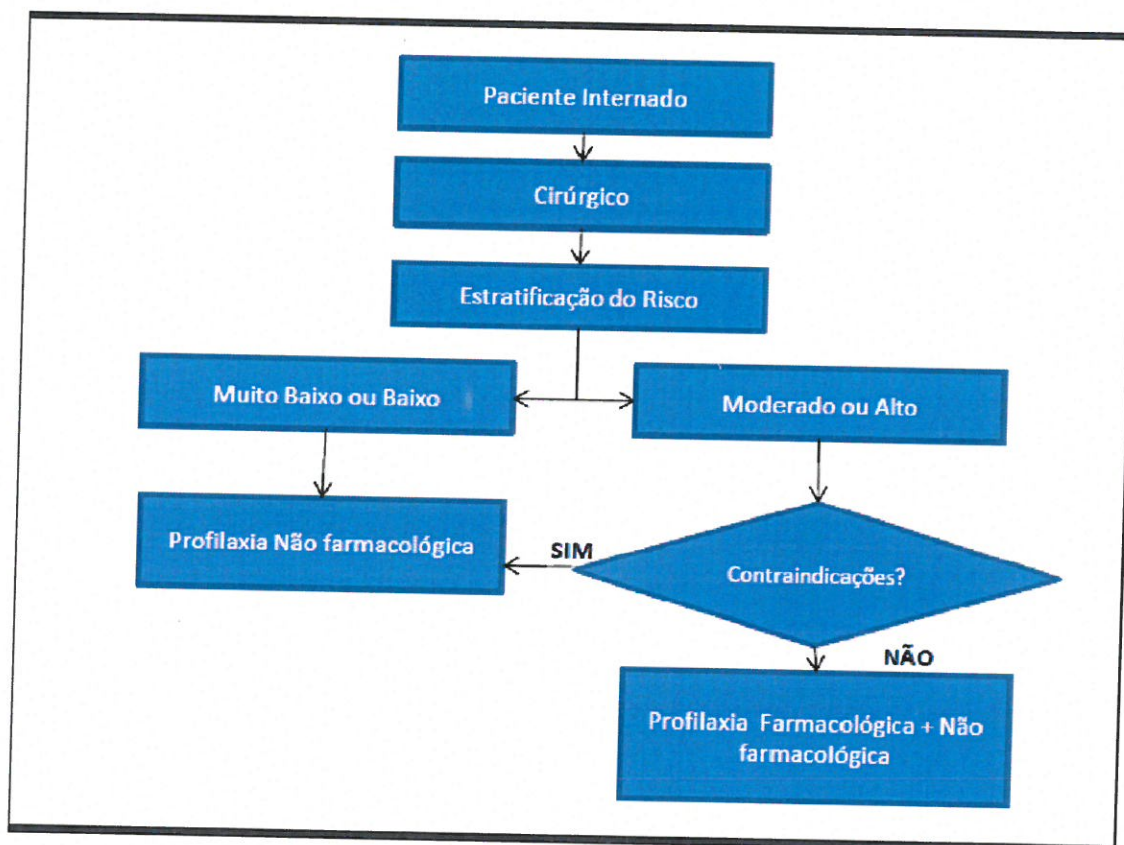 Paciente Internado
Cirúrgico
Estratificação do Risco
Muito Baixo ou Baixo
Moderado ou Alto
Profilaxia Não farmacológica
SIM
Contraindicações?
NÃO
Profilaxia Farmacológica + Não
farmacológica